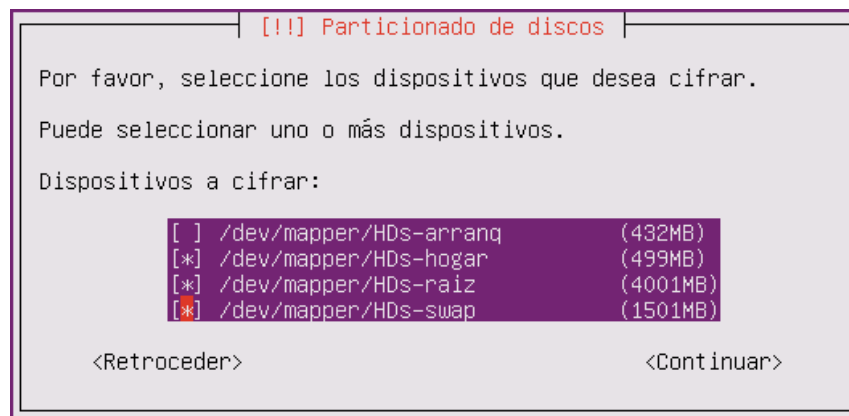 [!!] Particionado de discos
Por favor, seleccione los dispositivos que desea cifrar.
Puede seleccionar uno o más dispositivos.
Dispositivos a cifrar:
[ ] /dev/mapper/HDs-arranq (432MB)
[*] /dev/mapper/HDs-hogar (499MB)
[*] /dev/mapper/HDs-raiz (4001MB)
[*] /dev/mapper/HDs-swap (1501MB)
<Retroceder> <Continuar>